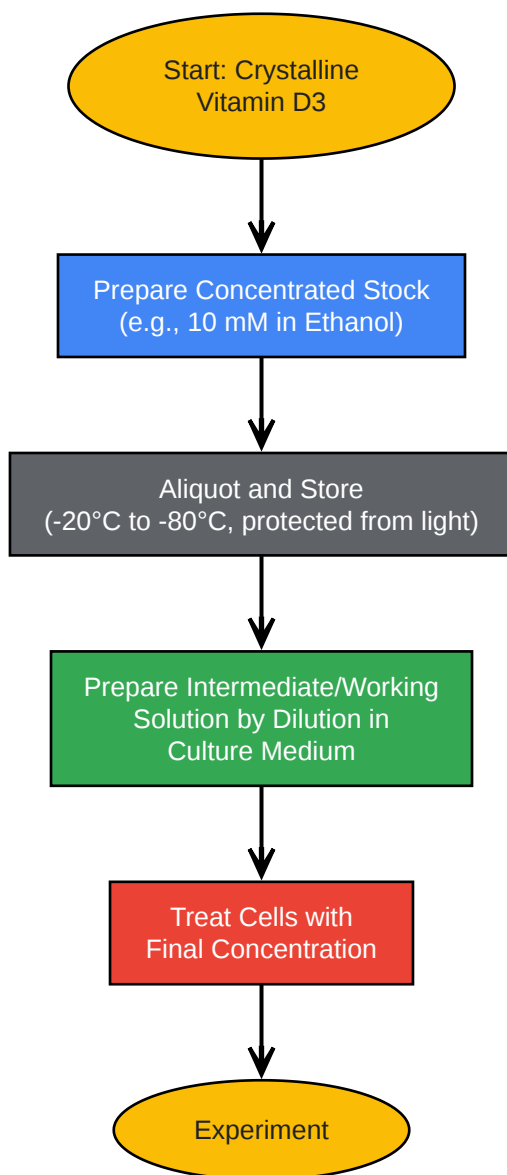 Start: Crystalline
Vitamin D3
Prepare Concentrated Stock
(e.g., 10 mM in Ethanol)
Aliquot and Store
(-20°C to -80°C, protected from light)
Prepare Intermediate/Working
Solution by Dilution in
Culture Medium
Treat Cells with
Final Concentration
Experiment